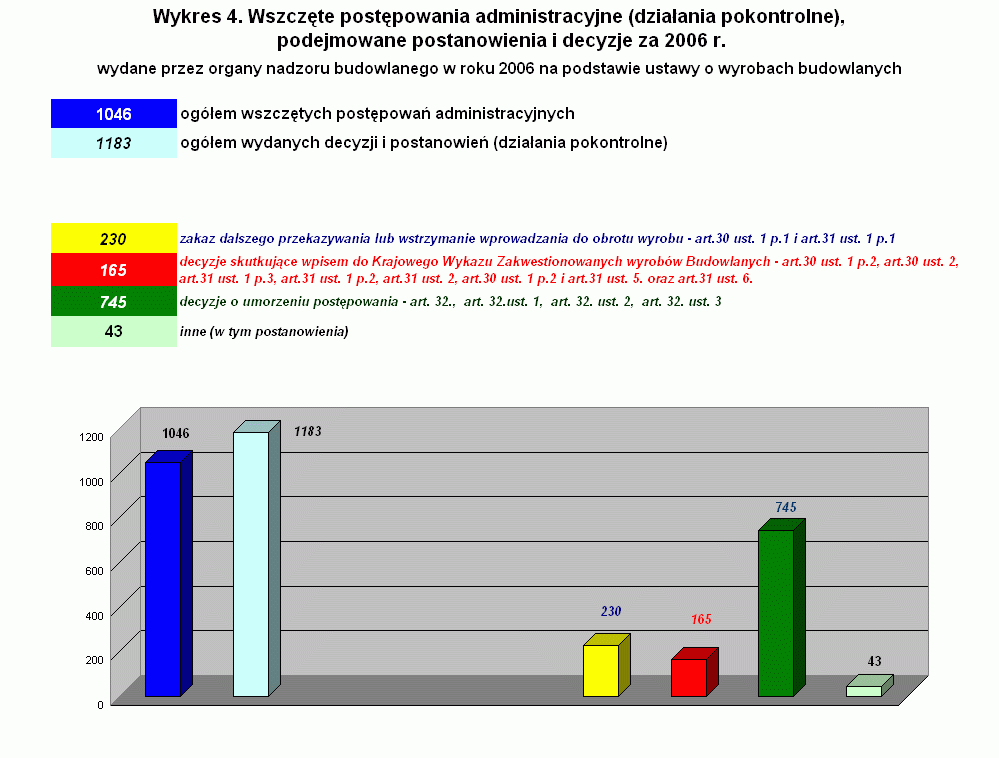 Wykres 4. Wszczęte postępowania administracyjne (działania pokontrolne),
podejmowane postanowienia i decyzje za 2006 r.
wydane przez organy nadzoru budowlanego w roku 2006 na podstawie ustawy o wyrobach budowlanych
1046 ogółem wszczętych postępowań administracyjnych
1183 ogółem wydanych decyzji i postanowień (działania pokontrolne)
230 zakaz dalszego przekazywania lub wstrzymanie wprowadzania do obrotu wyrobu - art.30 ust. 1 p.1 i art.31 ust. 1 p.1
165 decyzje skutkujące wpisem do Krajowego Wykazu Zakwestionowanych wyrobów Budowlanych - art.30 ust. 1 p.2, art.30 ust. 2,
art.31 ust. 1 p.3, art.31 ust. 1 p.2, art.31 ust. 2, art.30 ust. 1 p.2 i art.31 ust. 5. oraz art.31 ust. 6.
745 decyzje o umorzeniu postępowania - art. 32., art. 32.ust. 1, art. 32. ust. 2, art. 32. ust. 3
43 inne (w tym postanowienia)
1200
1000
800
600
400
200
0
1046
1183
230
165
745
43